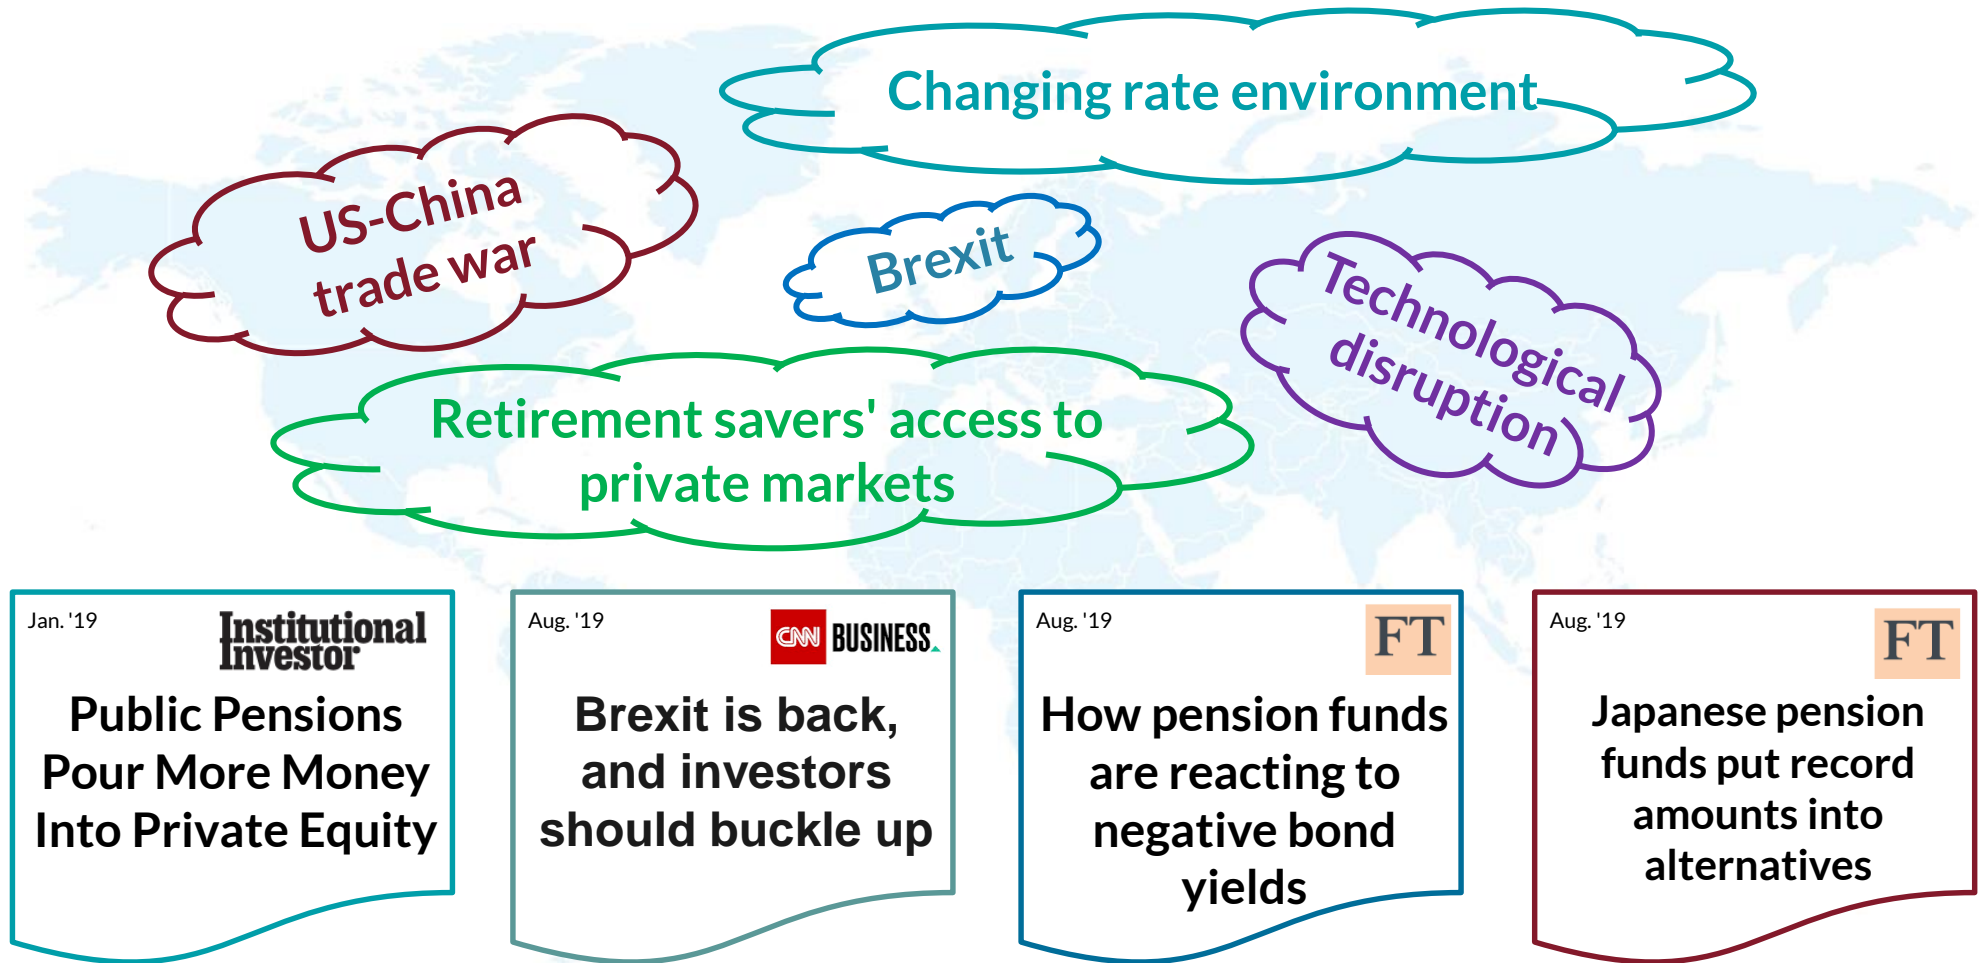 Changing rate environment
US-China
trade war
Brexit
Technological
disruption
Retirement savers' access to
private markets
Jan. '19
Institutional
Investor
Public Pensions
Pour More Money
Into Private Equity
Aug. '19
CNN BUSINESS
Brexit is back,
and investors
should buckle up
Aug. '19
FT
How pension funds
are reacting to
negative bond
yields
Aug. '19
FT
Japanese pension
funds put record
amounts into
alternatives